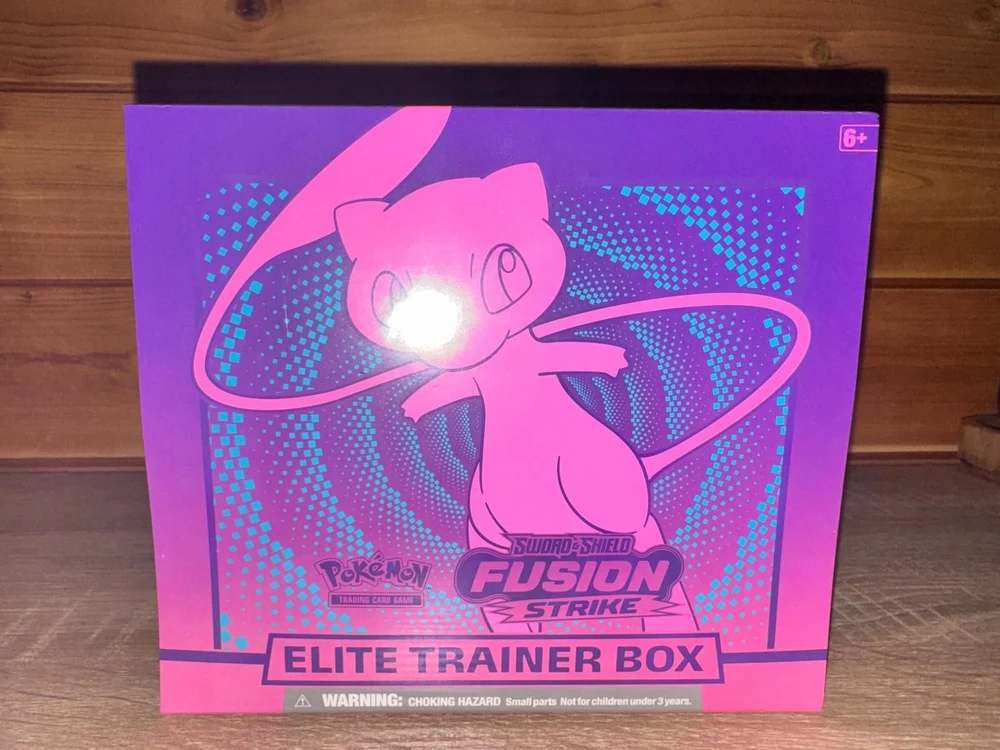 6+
POKÉMON
TRADING CARD GAME
SWORD & SHIELD
FUSION
STRIKE
ELITE TRAINER BOX
WARNING: CHOKING HAZARD Small parts Not for children under 3 years.